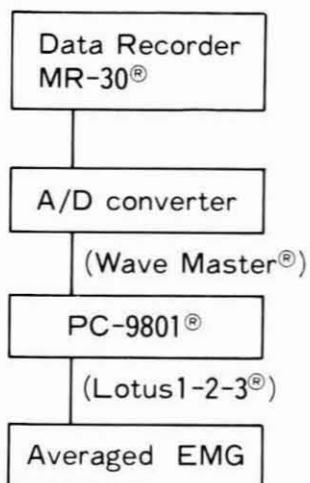 Data Recorder
MR-30®
A/D converter
(Wave Master®)
PC-9801®
(Lotus1-2-3®)
Averaged EMG